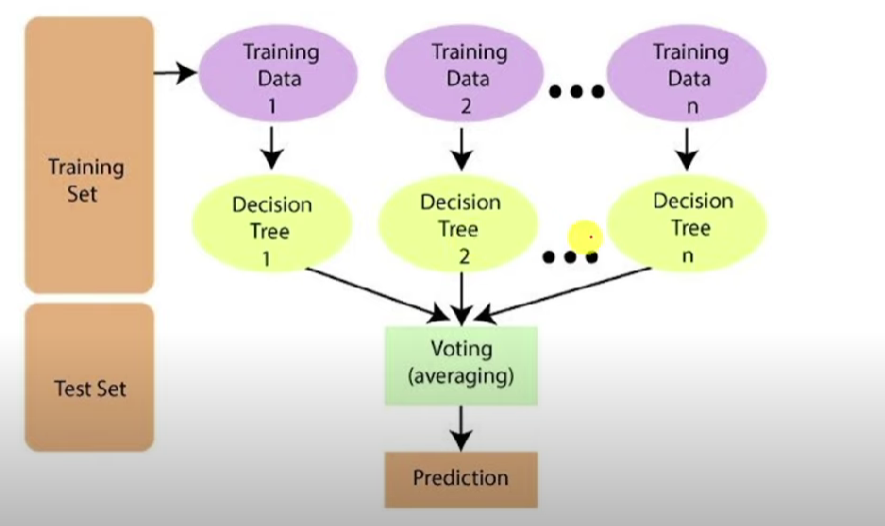 Training
Set
Training
Data
1
Training
Data
2
Training
Data
n
Decision
Tree
1
Decision
Tree
2
Decision
Tree
n
Test Set
Voting
(averaging)
Prediction